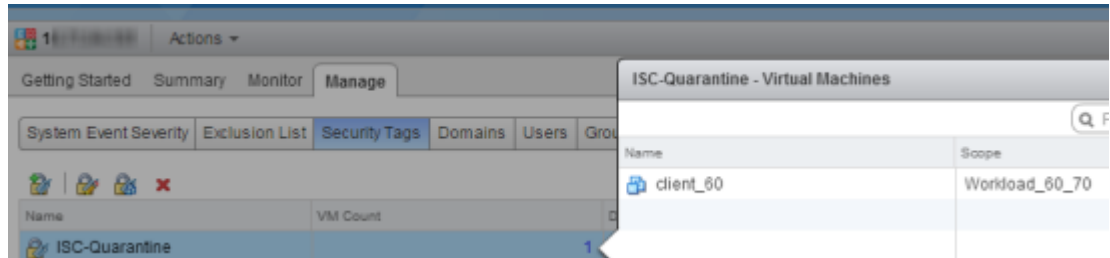 Actions
Getting Started Summary Monitor Manage
System Event Severity Exclusion List Security Tags Domains Users
Name VM Count
ISC-Quarantine 1
ISC-Quarantine - Virtual Machines
Name Scope
client_60 Workload_60_70